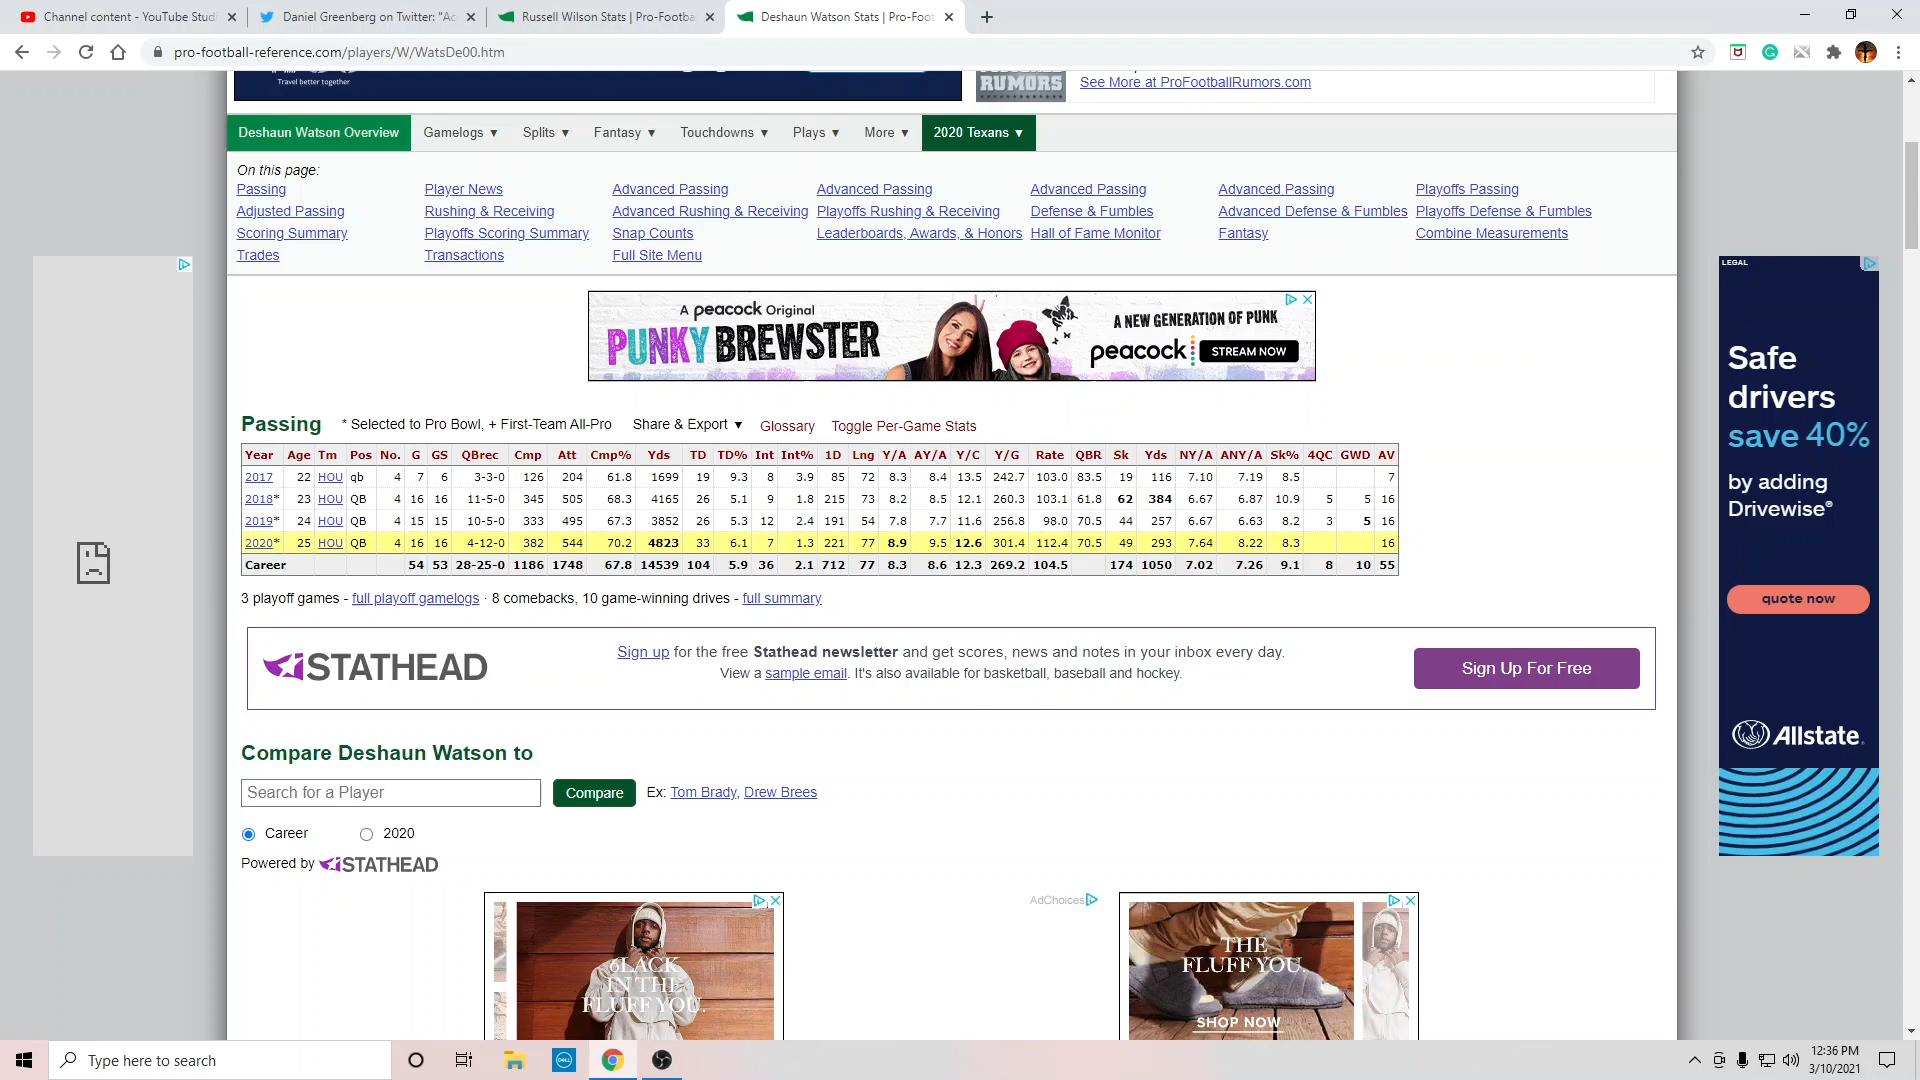 Channel content - YouTube Studi
Daniel Greenberg on Twitter: "Ac
Russell Wilson Stats | Pro-Footba
Deshaun Watson Stats | Pro-Foot
pro-football-reference.com/players/W/WatsDe00.htm
Travel better together
RUMORS
See More at ProFootballRumors.com
Deshaun Watson Overview Gamelogs ▼ Splits ▼ Fantasy ▼ Touchdowns ▼ Plays ▼ More ▼ 2020 Texans ▼
On this page:
Passing Player News Advanced Passing Advanced Passing Advanced Passing Advanced Passing Playoffs Passing
Adjusted Passing Rushing & Receiving Advanced Rushing & Receiving Playoffs Rushing & Receiving Defense & Fumbles Advanced Defense & Fumbles Playoffs Defense & Fumbles
Scoring Summary Playoffs Scoring Summary Snap Counts Leaderboards, Awards, & Honors Hall of Fame Monitor Fantasy Combine Measurements
Trades Transactions Full Site Menu
A peacock Original
PUNKY BREWSTER
A NEW GENERATION OF PUNK
peacock STREAM NOW
Passing * Selected to Pro Bowl, + First-Team All-Pro Share & Export ▼ Glossary Toggle Per-Game Stats
Year Age Tm Pos No. G GS QBrec Cmp Att Cmp% Yds TD TD% Int Int% 1D Lng Y/A AY/A Y/C Y/G Rate QBR Sk Yds NY/A ANY/A Sk% 4QC GWD AV
2017 22 HOU qb 4 7 6 3-3-0 126 204 61.8 1699 19 9.3 8 3.9 85 72 8.3 8.4 13.5 242.7 103.0 83.5 19 116 7.10 7.19 8.5 7
2018* 23 HOU QB 4 16 16 11-5-0 345 505 68.3 4165 26 5.1 9 1.8 215 73 8.2 8.5 12.1 260.3 103.1 61.8 62 384 6.67 6.87 10.9 5 5 16
2019* 24 HOU QB 4 15 15 10-5-0 333 495 67.3 3852 26 5.3 12 2.4 191 54 7.8 7.7 11.6 256.8 98.0 70.5 44 257 6.67 6.63 8.2 3 5 16
2020* 25 HOU QB 4 16 16 4-12-0 382 544 70.2 4823 33 6.1 7 1.3 221 77 8.9 9.5 12.6 301.4 112.4 70.5 49 293 7.64 8.22 8.3 16
Career 54 53 28-25-0 1186 1748 67.8 14539 104 5.9 36 2.1 712 77 8.3 8.6 12.3 269.2 104.5 174 1050 7.02 7.26 9.1 8 10 55
3 playoff games - full playoff gamelogs · 8 comebacks, 10 game-winning drives - full summary
STATHEAD
Sign up for the free Stathead newsletter and get scores, news and notes in your inbox every day.
View a sample email. It's also available for basketball, baseball and hockey.
Sign Up For Free
Compare Deshaun Watson to
Search for a Player Compare Ex: Tom Brady, Drew Brees
Career 2020
Powered by STATHEAD
AdChoices
BLACK
IN THE
FLUFF YOU.
THE
FLUFF YOU.
SHOP NOW
LEGAL
Safe
drivers
save 40%
by adding
Drivewise®
quote now
Allstate.
Type here to search
DELL
12:36 PM
3/10/2021